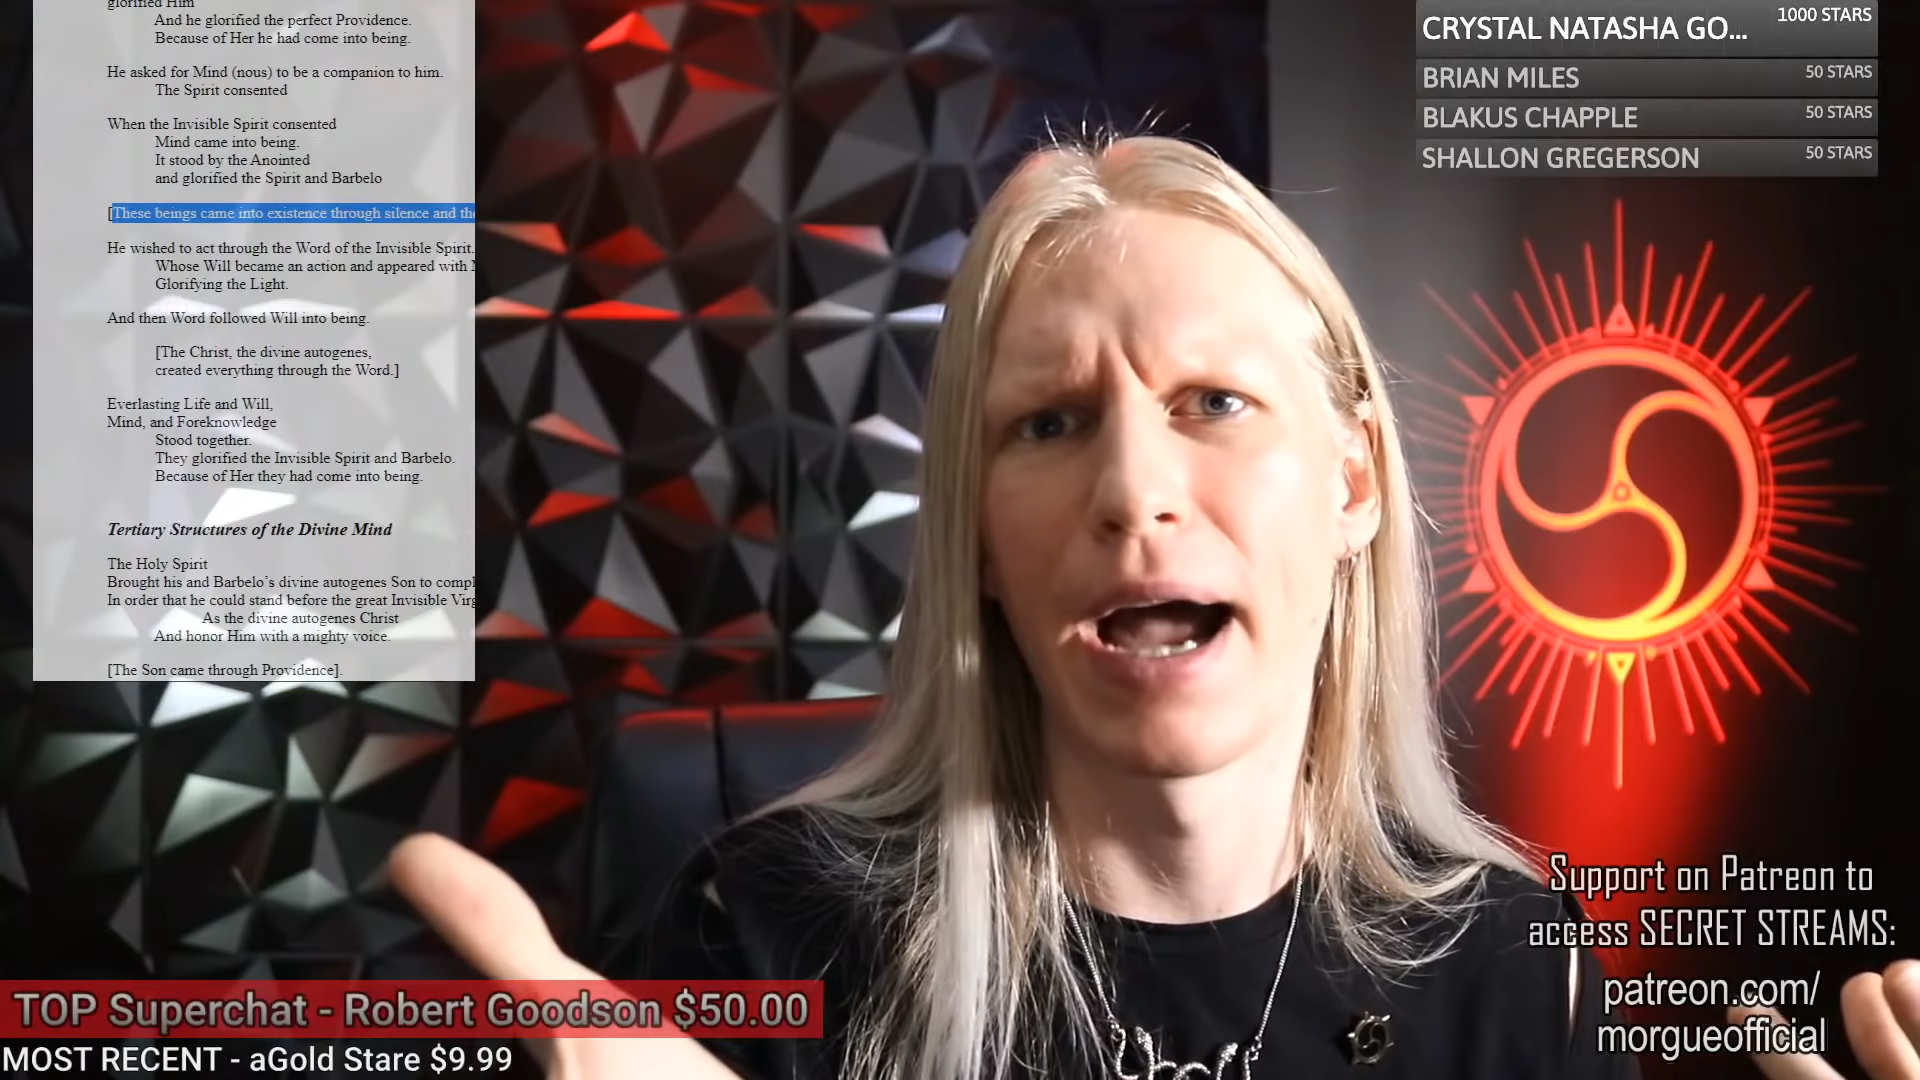 glorified Him
And he glorified the perfect Providence.
Because of Her he had come into being.
He asked for Mind (nous) to be a companion to him.
The Spirit consented
When the Invisible Spirit consented
Mind came into being.
It stood by the Anointed
and glorified the Spirit and Barbelo
[These beings came into existence through silence and
He wished to act through the Word of the Invisible Spirit.
Whose Will became an action and appeared with
Glorifying the Light.
And then Word followed Will into being.
[The Christ, the divine autogenes,
created everything through the Word.]
Everlasting Life and Will,
Mind, and Foreknowledge
Stood together.
They glorified the Invisible Spirit and Barbelo.
Because of Her they had come into being.
Tertiary Structures of the Divine Mind
The Holy Spirit
Brought his and Barbelo's divine autogenes Son to
In order that he could stand before the great Invisible
As the divine autogenes Christ
And honor Him with a mighty voice.
[The Son came through Providence].
CRYSTAL NATASHA GO... 1000 STARS
BRIAN MILES 50 STARS
BLAKUS CHAPPLE 50 STARS
SHALLON GREGERSON 50 STARS
Support on Patreon to
access SECRET STREAMS:
patreon.com/
morgueofficial
TOP Superchat - Robert Goodson $50.00
MOST RECENT - aGold Stare $9.99